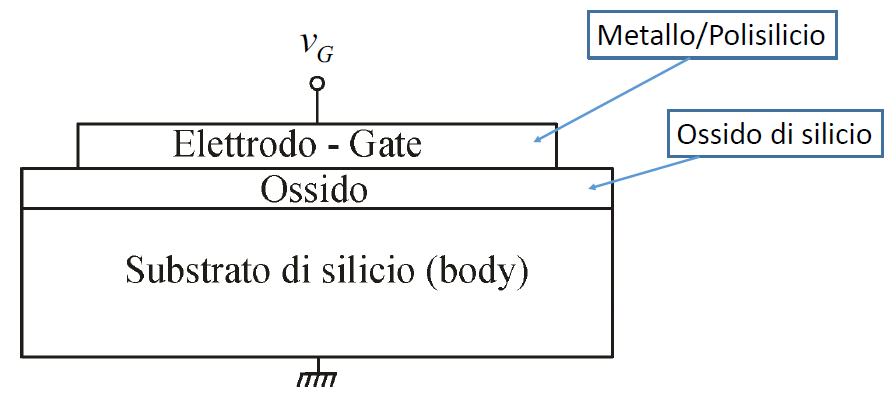 v_G
Metallo/Polisilicio
Elettrodo - Gate
Ossido di silicio
Ossido
Substrato di silicio (body)